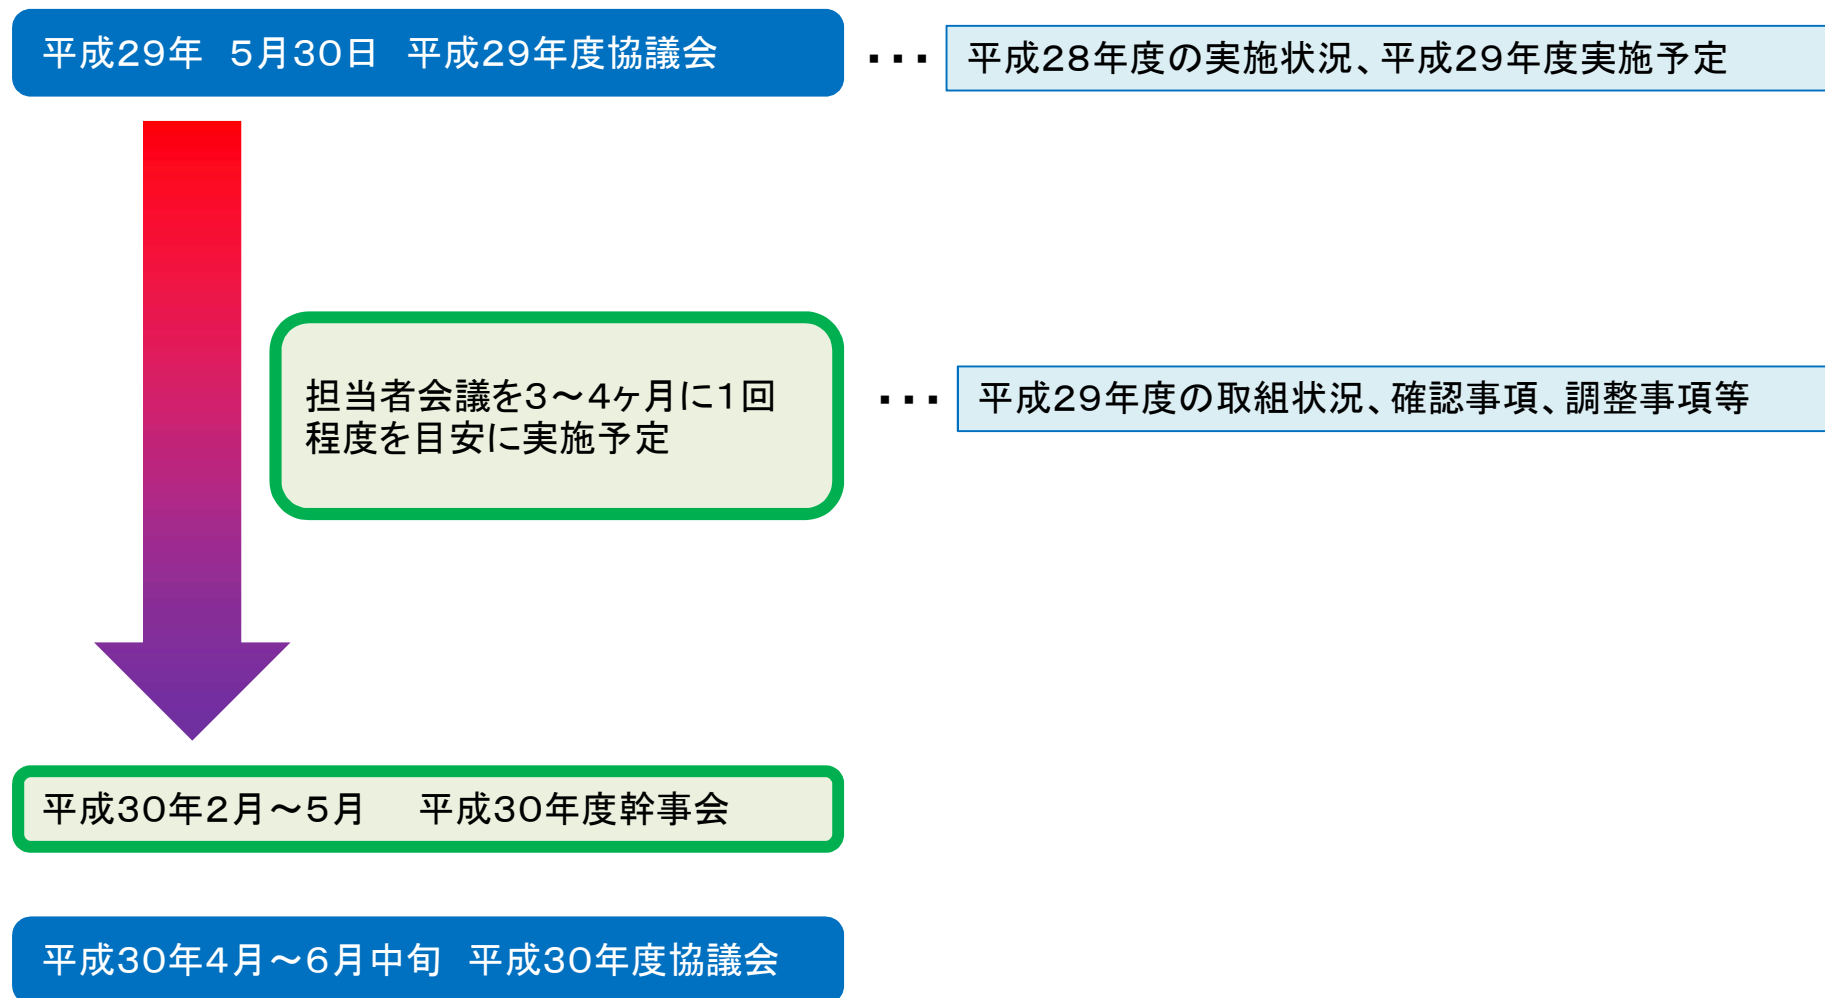 平成29年　5月30日　平成29年度協議会
･･･
平成28年度の実施状況、平成29年度実施予定
担当者会議を3～4ヶ月に1回
程度を目安に実施予定
･･･
平成29年度の取組状況、確認事項、調整事項等
平成30年2月～5月　 平成30年度幹事会
平成30年4月～6月中旬　平成30年度協議会